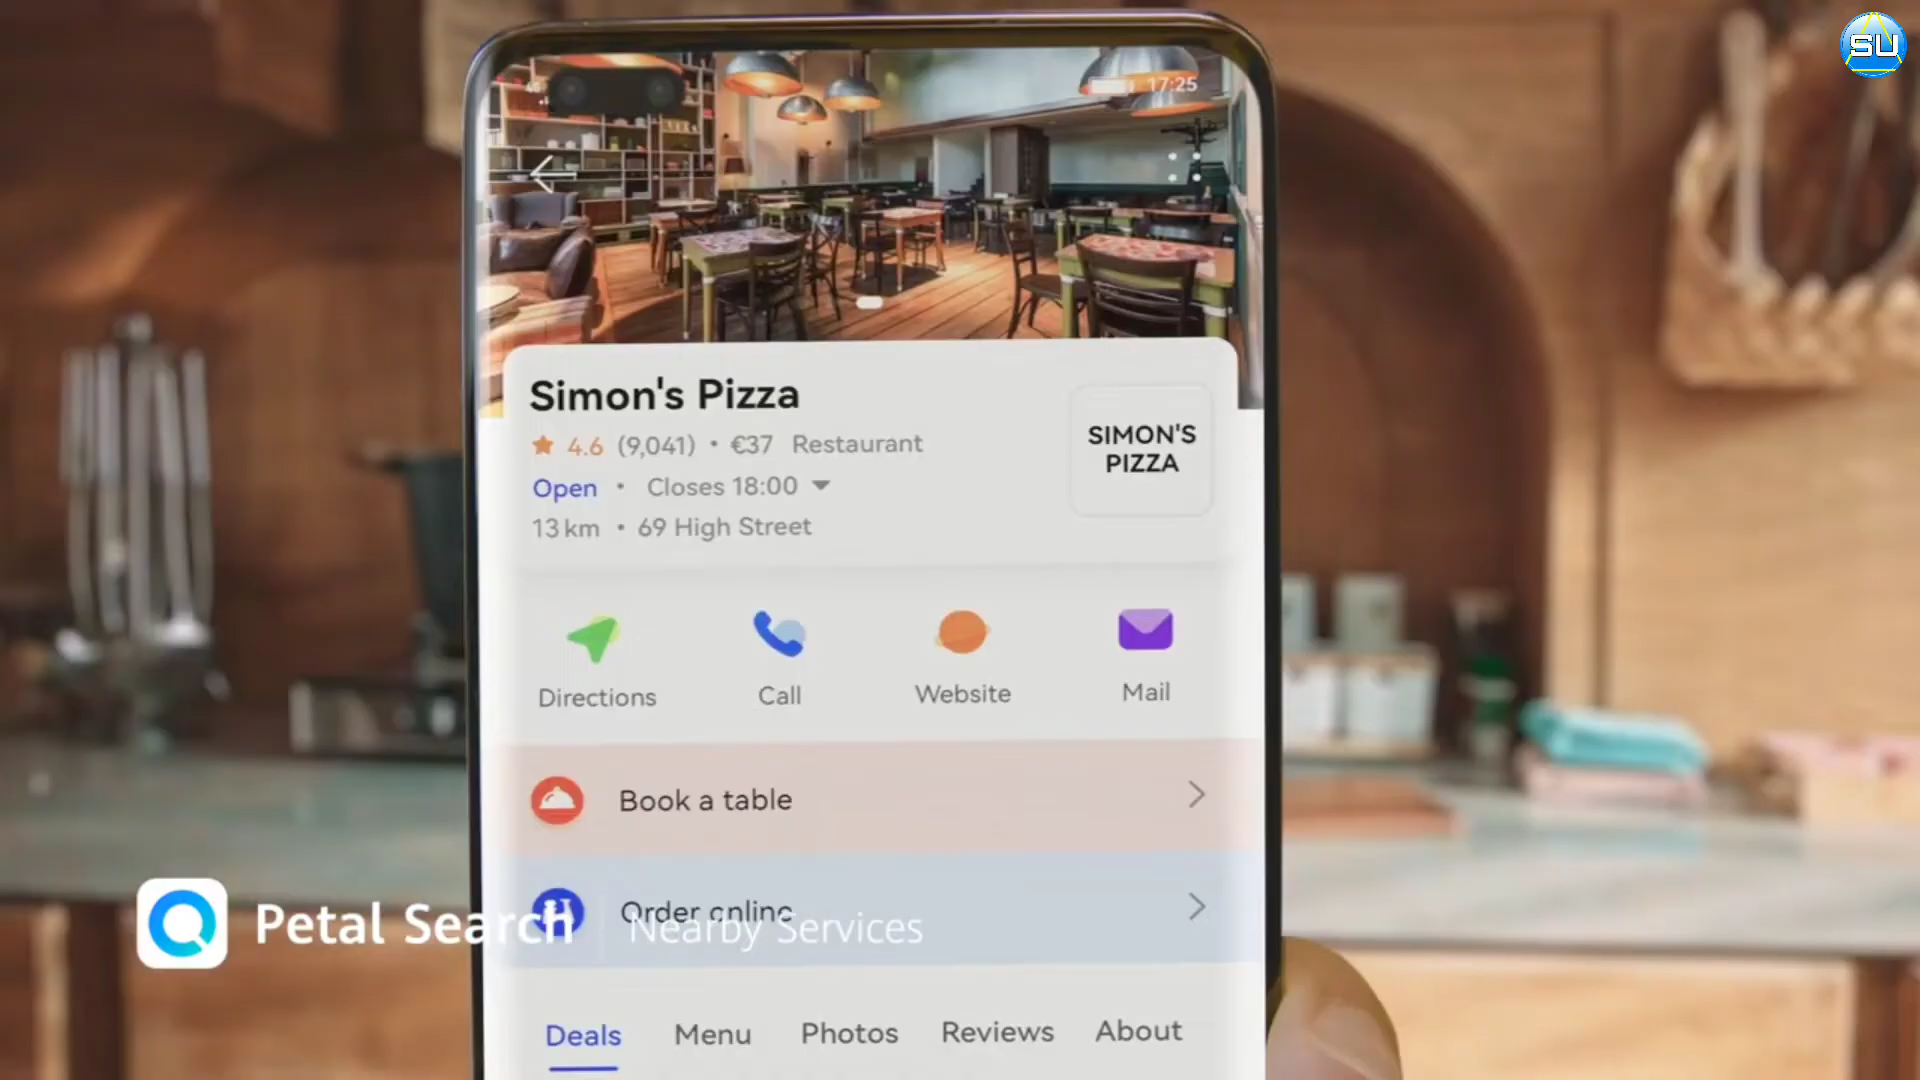 SU
17:25
Simon's Pizza
4.6 (9,041) • €37 Restaurant
Open • Closes 18:00
13 km • 69 High Street
SIMON'S
PIZZA
Directions Call Website Mail
Book a table
Order online
Petal Search Nearby Services
Deals Menu Photos Reviews About